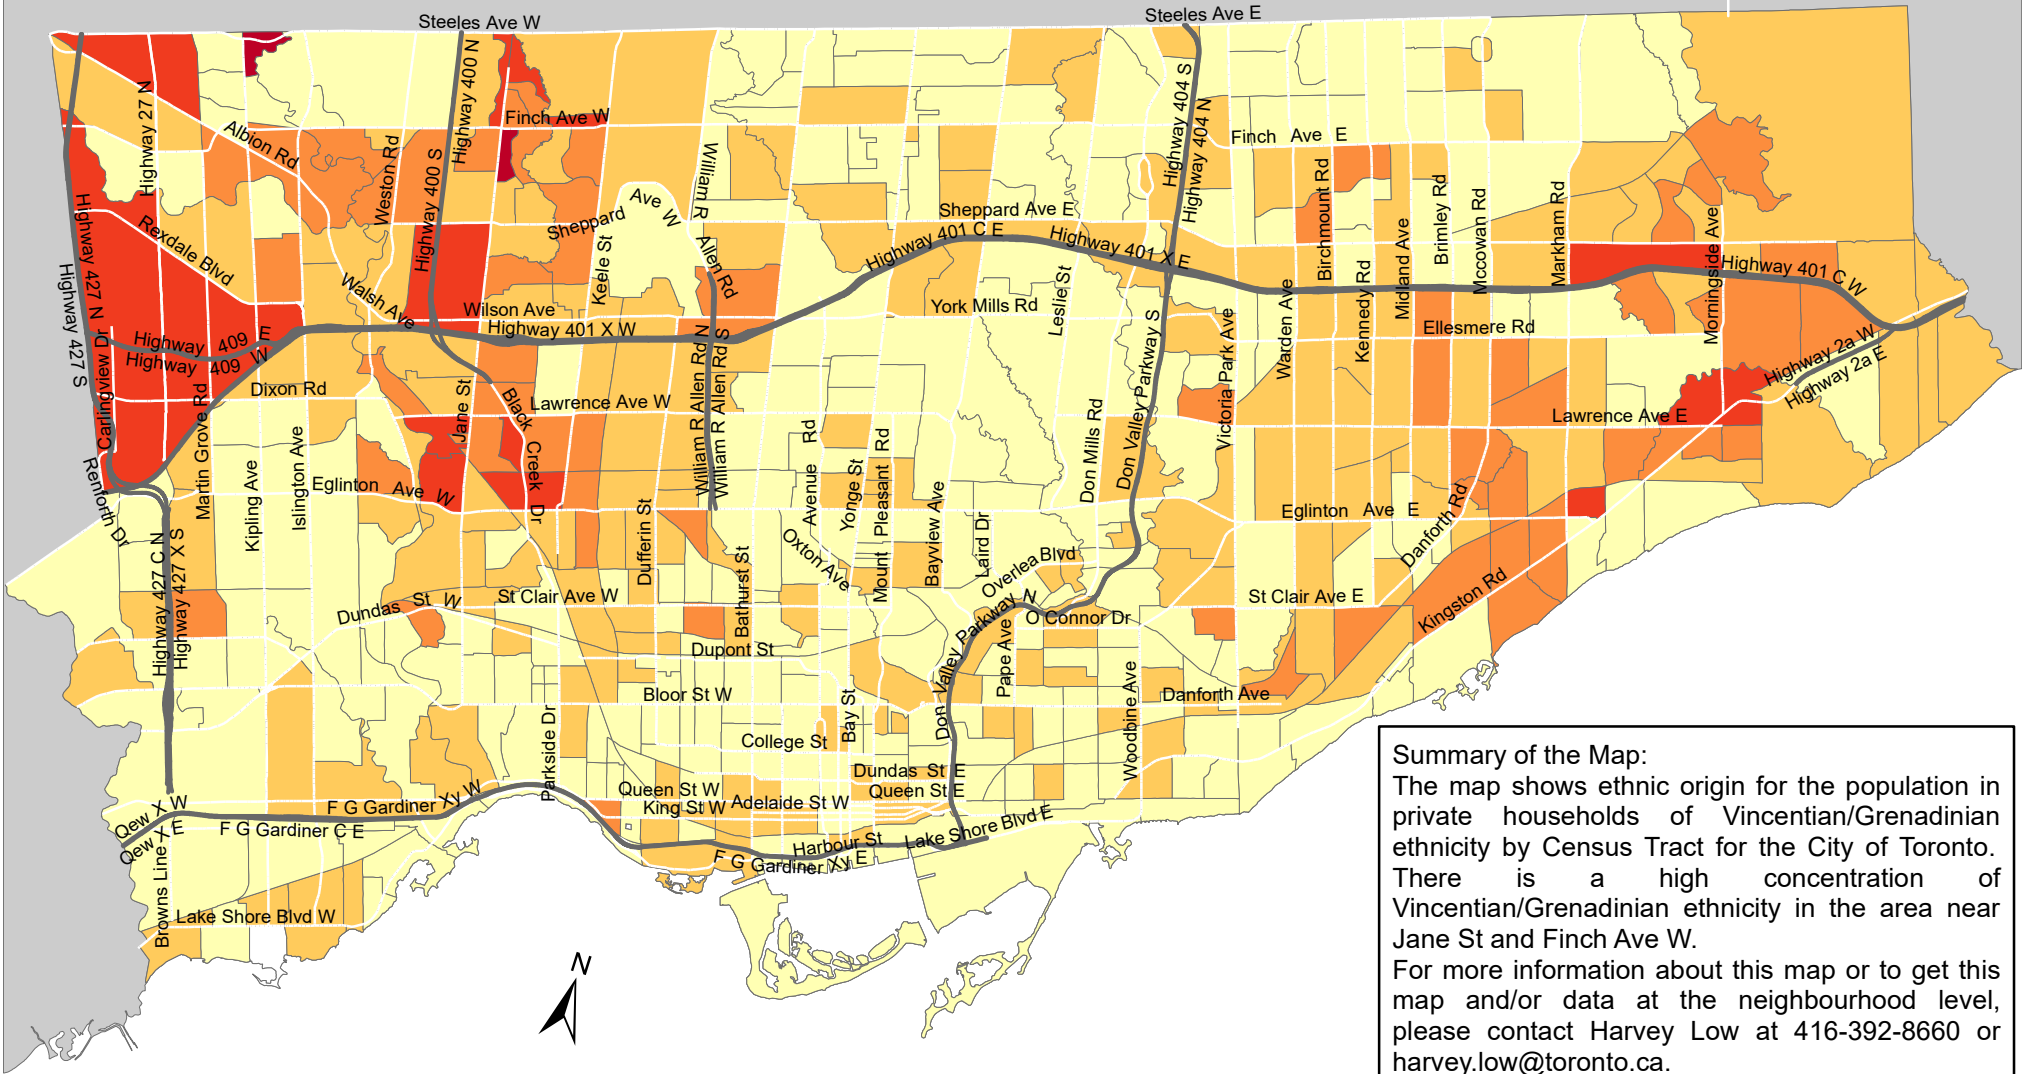 Steeles Ave W
Steeles Ave E
Highway 400 N
Highway 404 S
Highway 404 N
Highway 27 N
Finch Ave W
Finch Ave E
Albion Rd
Weston Rd
Highway 400 S
William R
Allen Rd
Sheppard
Ave W
Sheppard Ave E
Birchmount Rd
Brimley Rd
Mccowan Rd
Markham Rd
Midland Ave
Kennedy Rd
Morningside Ave
Highway 427 N
Highway 427 S
Rexdale Blvd
Walsh Ave
Keele St
Highway 401 C E
Highway 401 X E
Highway 401 C W
Wilson Ave
Highway 401 X W
York Mills Rd
Leslie St
Ellesmere Rd
Warden Ave
Victoria Park Ave
Highway 409 E
Highway 409 W
Carlingview Dr
Martin Grove Rd
Dixon Rd
Jane St
Black Creek Dr
Lawrence Ave W
William R Allen Rd N
William R Allen Rd S
Don Valley Parkway S
Don Mills Rd
Lawrence Ave E
Highway 2a W
Highway 2a E
Renforth Dr
Kipling Ave
Islington Ave
Eglinton Ave W
Dufferin St
Avenue Rd
Yonge St
Mount Pleasant Rd
Bayview Ave
Laird Dr
Eglinton Ave E
Danforth Rd
Highway 427 C N
Highway 427 X S
Oxton Ave
Overlea Blvd
Dundas St W
St Clair Ave W
Bathurst St
St Clair Ave E
Kingston Rd
O Connor Dr
Don Valley Parkway N
Pape Ave
Dupont St
Bloor St W
Danforth Ave
Woodbine Ave
Parkside Dr
Bay St
College St
Dundas St E
Queen St E
Queen St W
King St W
Adelaide St W
Qew X W
Qew X E
F G Gardiner Xy W
F G Gardiner C E
Harbour St
Lake Shore Blvd E
F G Gardiner Xy E
Browns Line
Lake Shore Blvd W
N
Summary of the Map:
The map shows ethnic origin for the population in
private households of Vincentian/Grenadinian
ethnicity by Census Tract for the City of Toronto.
There is a high concentration of
Vincentian/Grenadinian ethnicity in the area near
Jane St and Finch Ave W.
For more information about this map or to get this
map and/or data at the neighbourhood level,
please contact Harvey Low at 416-392-8660 or
harvey.low@toronto.ca.